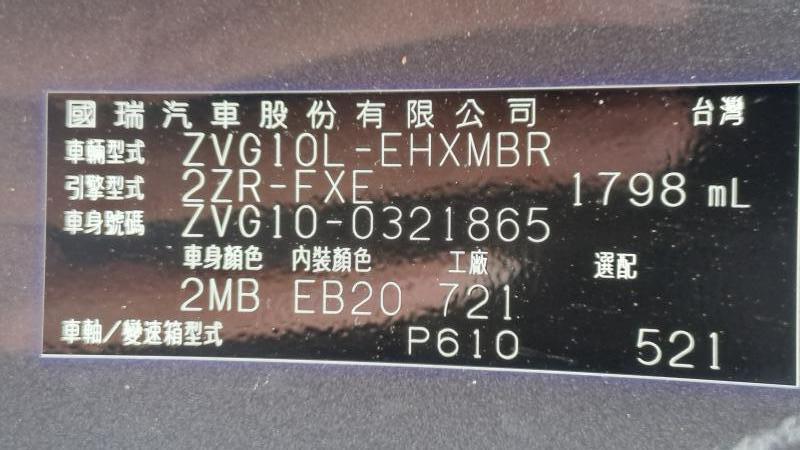 國瑞汽車股份有限公司 台灣
車輛型式 ZVG10L-EHXMBR
引擎型式 2ZR-FXE 1798 mL
車身號碼 ZVG10-0321865
車身顏色 內裝顏色 工廠 選配
2MB EB20 721
車軸/變速箱型式 P610 521